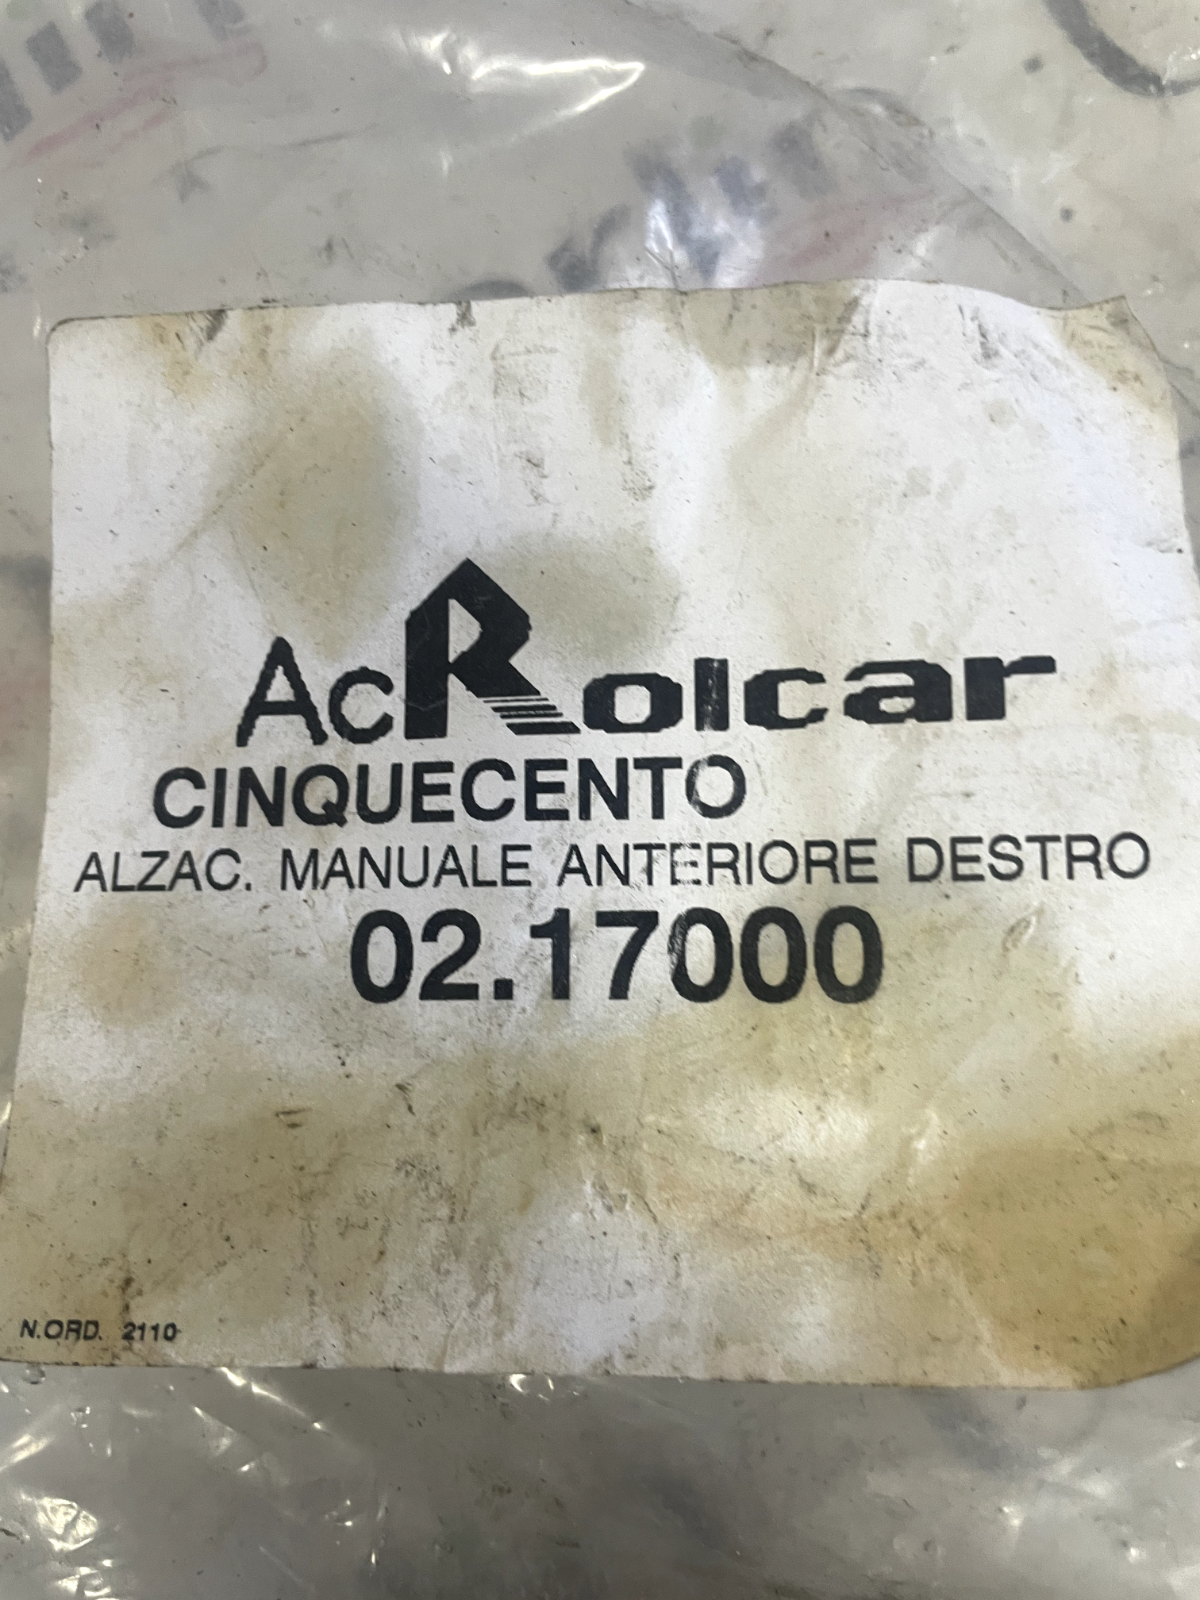 AcRolcar
CINQUECENTO
ALZAC. MANUALE ANTERIORE DESTRO
02.17000
N.ORD. 2110